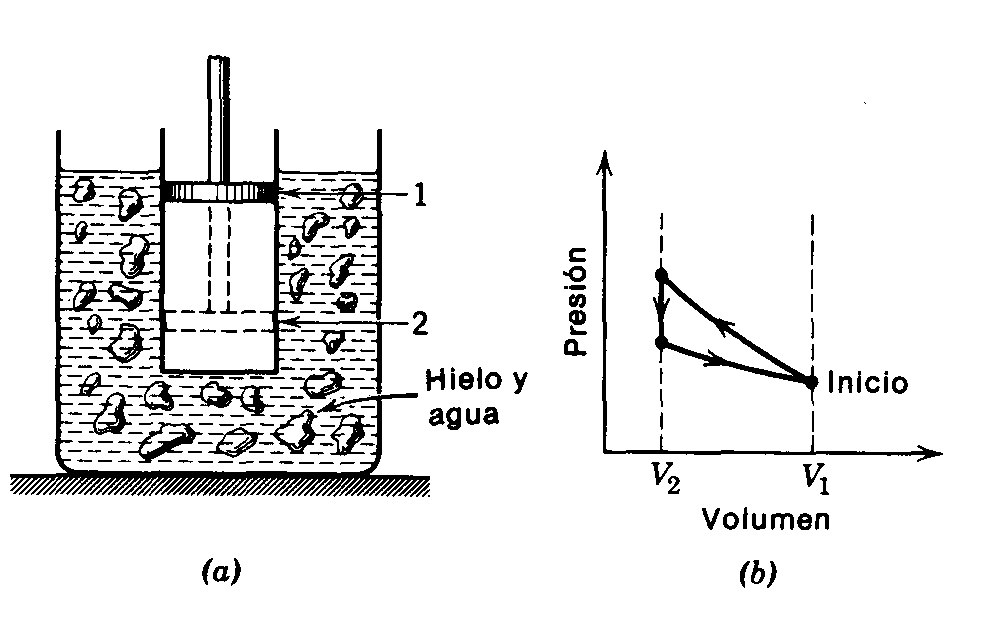 1
2
Hielo y
agua
(a)
Presión
Inicio
V₂
V₁
Volumen
(b)